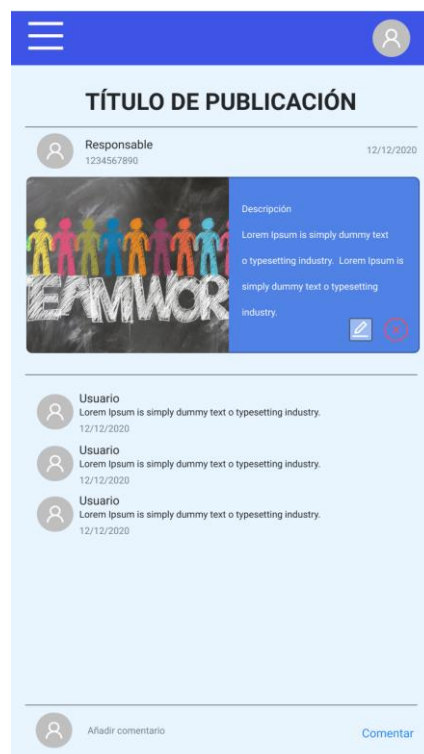 TÍTULO DE PUBLICACIÓN
Responsable
1234567890
12/12/2020
TEAMWOR
Descripción
Lorem Ipsum is simply dummy text
o typesetting industry. Lorem Ipsum is
simply dummy text o typesetting
industry.
Usuario
Lorem Ipsum is simply dummy text o typesetting industry.
12/12/2020
Usuario
Lorem Ipsum is simply dummy text o typesetting industry.
12/12/2020
Usuario
Lorem Ipsum is simply dummy text o typesetting industry.
12/12/2020
Añadir comentario
Comentar